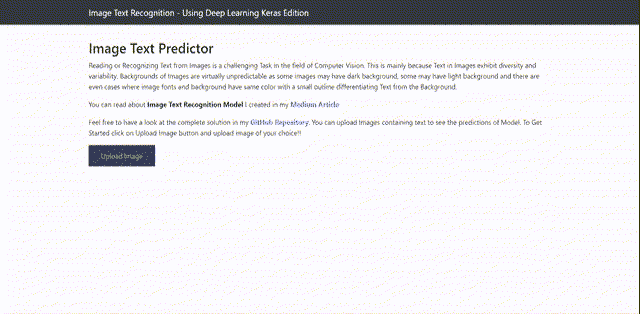 Image Text Recognition - Using Deep Learning Keras Edition
Image Text Predictor
Reading or Recognizing Text from Images is a challenging Task in the field of Computer Vision. This is mainly because Text in Images exhibit diversity and
variability. Backgrounds of Images are virtually unpredictable as some images may have dark background, some may have light background and there are
even cases where image fonts and background have same color with a small outline differentiating Text from the Background.
You can read about Image Text Recognition Model I created in my Medium Article
Feel free to have a look at the complete solution in my GitHub Repository. You can upload Images containing text to see the predictions of Model. To Get
Started click on Upload Image button and upload image of your choice!!
Upload Image